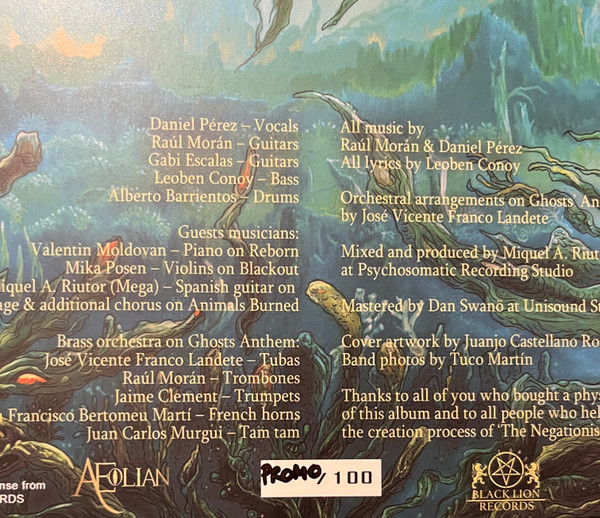 Daniel Pérez – Vocals
Raúl Morán – Guitars
Gabi Escalas – Guitars
Leoben Conoy – Bass
Alberto Barrientos – Drums
Guests musicians:
Valentin Moldovan – Piano on Reborn
Mika Posen – Violins on Blackout
iquel A. Riutor (Mega) – Spanish guitar on
age & additional chorus on Animals Burned
Brass orchestra on Ghosts Anthem:
José Vicente Franco Landete – Tubas
Raúl Morán – Trombones
Jaime Clement – Trumpets
Francisco Bertomeu Martí – French horns
Juan Carlos Murgui – Tam tam
All music by
Raúl Morán & Daniel Pérez
All lyrics by Leoben Conoy
Orchestral arrangements on Ghosts' An
by José Vicente Franco Landete
Mixed and produced by Miquel A. Riut
at Psychosomatic Recording Studio
Mastered by Dan Swanö at Unisound St
Cover artwork by Juanjo Castellano Ro
Band photos by Tuco Martín
Thanks to all of you who bought a phys
of this album and to all people who hel
the creation process of 'The Negationis
nse from
RDS
ÆOLIAN
PROMO/100
BLACK LION
RECORDS